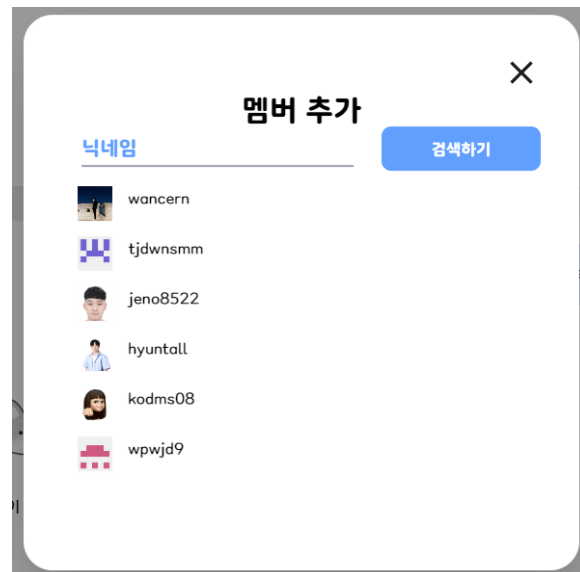 멤버 추가
닉네임
검색하기
wancern
tjdwnsmm
jeno8522
hyuntall
kodms08
wpwjd9